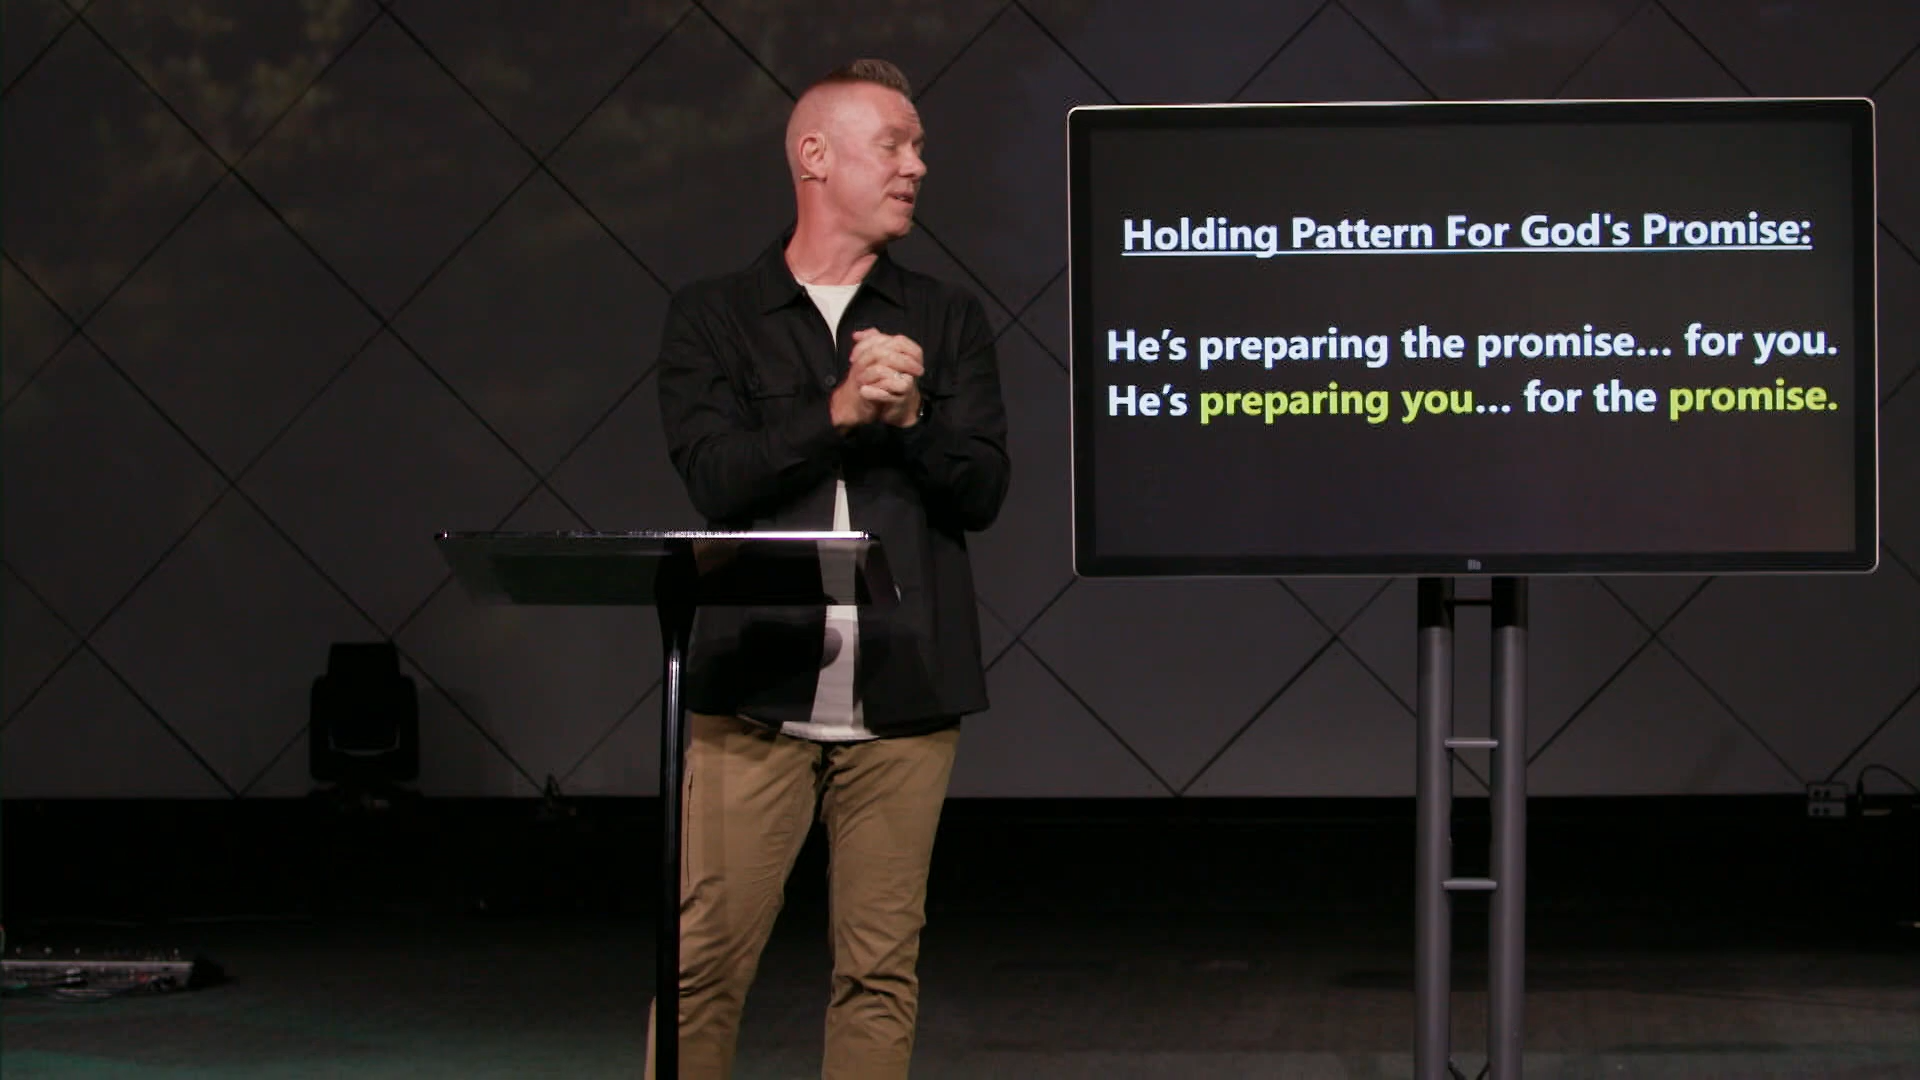 Holding Pattern For God's Promise:
He’s preparing the promise... for you.
He’s preparing you... for the promise.